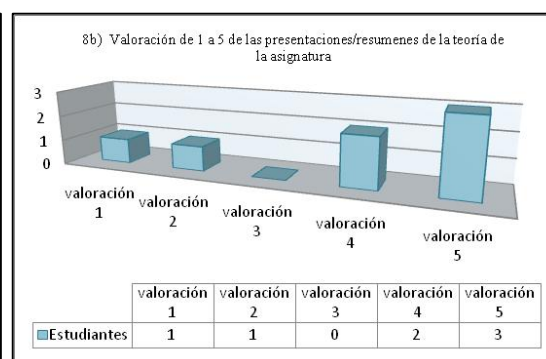 8b) Valoración de 1 a 5 de las presentaciones/resumenes de la teoría de
la asignatura
3
2
1
0
valoración
1
valoración
2
valoración
3
valoración
4
valoración
5
valoración valoración valoración valoración valoración
1 2 3 4 5
Estudiantes 1 1 0 2 3